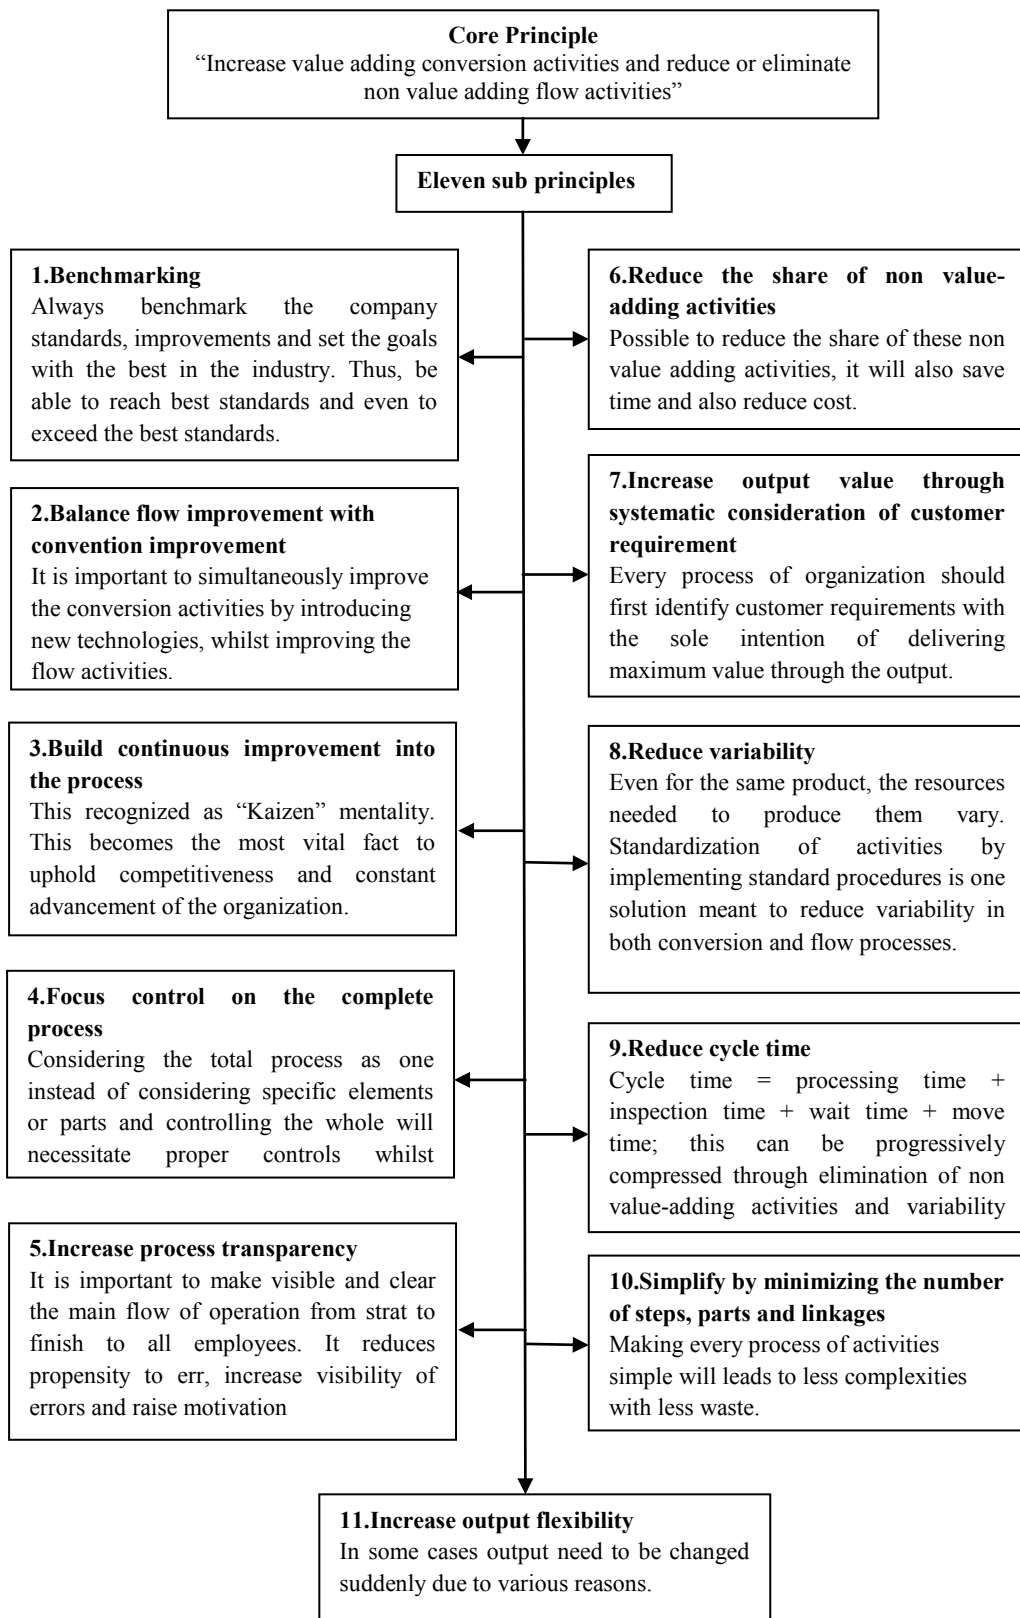 Core Principle
“Increase value adding conversion activities and reduce or eliminate
non value adding flow activities”
Eleven sub principles
1.Benchmarking
Always benchmark the company
standards, improvements and set the goals
with the best in the industry. Thus, be
able to reach best standards and even to
exceed the best standards.
2.Balance flow improvement with
convention improvement
It is important to simultaneously improve
the conversion activities by introducing
new technologies, whilst improving the
flow activities.
3.Build continuous improvement into
the process
This recognized as “Kaizen” mentality.
This becomes the most vital fact to
uphold competitiveness and constant
advancement of the organization.
4.Focus control on the complete
process
Considering the total process as one
instead of considering specific elements
or parts and controlling the whole will
necessitate proper controls whilst
5.Increase process transparency
It is important to make visible and clear
the main flow of operation from strat to
finish to all employees. It reduces
propensity to err, increase visibility of
errors and raise motivation
6.Reduce the share of non value-
adding activities
Possible to reduce the share of these non
value adding activities, it will also save
time and also reduce cost.
7.Increase output value through
systematic consideration of customer
requirement
Every process of organization should
first identify customer requirements with
the sole intention of delivering
maximum value through the output.
8.Reduce variability
Even for the same product, the resources
needed to produce them vary.
Standardization of activities by
implementing standard procedures is one
solution meant to reduce variability in
both conversion and flow processes.
9.Reduce cycle time
Cycle time = processing time +
inspection time + wait time + move
time; this can be progressively
compressed through elimination of non
value-adding activities and variability
10.Simplify by minimizing the number
of steps, parts and linkages
Making every process of activities
simple will leads to less complexities
with less waste.
11.Increase output flexibility
In some cases output need to be changed
suddenly due to various reasons.